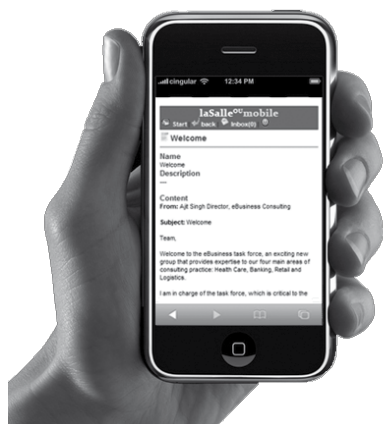 cingular 12:34 PM
laSalleOUmobile
Start back Inbox(0)
Welcome
Name
Welcome
Description
---
Content
From: Ajit Singh Director, eBusiness Consulting
Subject: Welcome
Team,
Welcome to the eBusiness task force, an exciting new
group that provides expertise to our four main areas of
consulting practice: Health Care, Banking, Retail and
Logistics.
I am in charge of the task force, which is critical to the